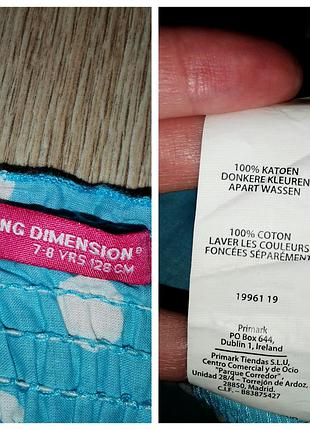 NG DIMENSION®
7-8 YRS 128 CM
100% KATOEN
DONKERE KLEUREN
APART WASSEN
100% COTON
LAVER LES COULEURS
FONCÉES SÉPARÉMENT
19961 19
Primark
PO Box 644,
Dublin 1, Ireland
Primark Tiendas S.L.U,
Centro Comercial y de Ocio
"Parque Corredor",
Unidad 28/4 – Torrejón de Ardoz,
28850, Madrid.
C.I.F. – B83875427